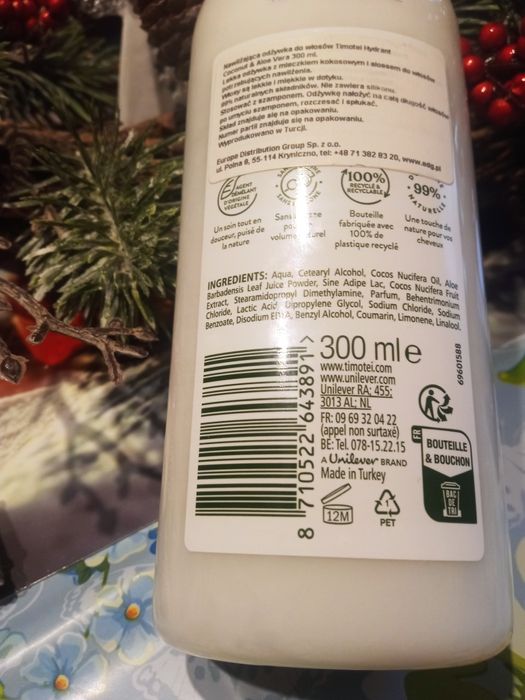 Nawilżająca odżywka do włosów Timotei Hydrant
Coconut & Aloe Vera 300 ml.
Lekka odżywka z mleczkiem kokosowym i aloesem do włosów
potrzebujących nawilżenia.
Włosy są lekkie i miękkie w dotyku.
99% naturalnych składników. Nie zawiera silikonu.
Stosować z szamponem. Odżywkę nałożyć na całą długość włosów
po umyciu szamponem, rozczesać i spłukać.
Skład znajduje się na opakowaniu.
Numer partii znajduje się na opakowaniu.
Wyprodukowano w Turcji.
Europa Distribution Group Sp. z o.o.
ul. Polna 8, 55-114 Kryniczno, tel: +48 71 382 83 20, www.edg.pl
AGENT
DÉMÊLANT
D'ORIGINE
VÉGÉTALE
100%
RECYCLÉ &
RECYCLABLE
99%
NATURELLE
Un soin tout en
douceur, puisé de
la nature
Sans
volume naturel
Bouteille
fabriquée avec
100% de
plastique recyclé
Une touche de
nature pour vos
cheveux
INGREDIENTS: Aqua, Cetearyl Alcohol, Cocos Nucifera Oil, Aloe
Barbadensis Leaf Juice Powder, Sine Adipe Lac, Cocos Nucifera Fruit
Extract, Stearamidopropyl Dimethylamine, Parfum, Behentrimonium
Chloride, Lactic Acid, Dipropylene Glycol, Sodium Chloride, Sodium
Benzoate, Disodium EDTA, Benzyl Alcohol, Coumarin, Limonene, Linalool.
8 710522 643891 >
300 ml e
www.timotei.com
www.unilever.com
Unilever RA; 455;
3013 AL; NL
FR: 09 69 32 04 22
(appel non surtaxé)
BE: Tel. 078-15.22.15
A Unilever BRAND
Made in Turkey
69601588
12M
1
PET
FR
BOUTEILLE
& BOUCHON
BAC
DE
TRI